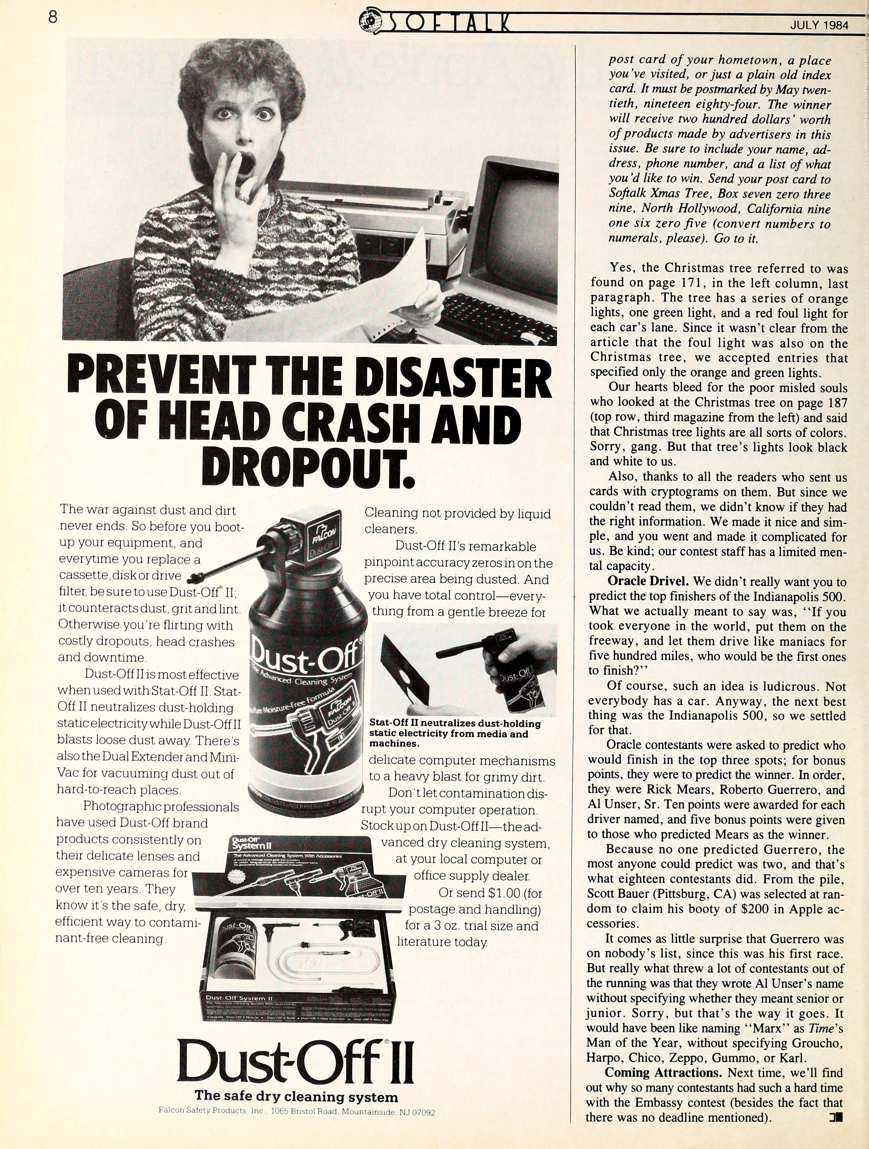 8
SOFTALK
JULY 1984
PREVENT THE DISASTER
OF HEAD CRASH AND
DROPOUT.
The war against dust and dirt
never ends. So before you boot-
up your equipment, and
everytime you replace a
cassette, disk or drive
filter, be sure to use Dust-Off® II;
it counteracts dust, grit and lint.
Otherwise you're flirting with
costly dropouts, head crashes
and downtime.
Dust-Off II is most effective
when used with Stat-Off II. Stat-
Off II neutralizes dust-holding
static electricity while Dust-Off II
blasts loose dust away. There's
also the Dual Extender and Mini-
Vac for vacuuming dust out of
hard-to-reach places.
Photographic professionals
have used Dust-Off brand
products consistently on
their delicate lenses and
expensive cameras for
over ten years. They
know it's the safe, dry,
efficient way to contami-
nant-free cleaning.
FALCON
Dust-Off
Dust-Off
The Advanced Cleaning System
Pure Moisture-Free Formula
Cleaning not provided by liquid
cleaners.
Dust-Off II's remarkable
pinpoint accuracy zeros in on the
precise area being dusted. And
you have total control—every-
thing from a gentle breeze for
Dust-Off
Stat-Off II neutralizes dust-holding
static electricity from media and
machines.
delicate computer mechanisms
to a heavy blast for grimy dirt.
Don't let contamination dis-
rupt your computer operation.
Stock up on Dust-Off II—the ad-
vanced dry cleaning system,
at your local computer or
office supply dealer.
Or send $1.00 (for
postage and handling)
for a 3 oz. trial size and
literature today.
Dust-Off
System II
The Advanced Cleaning System With Accessories
Dust-Off II
Dust-Off
Dust-Off System II
Dust-Off® II
The safe dry cleaning system
Falcon Safety Products, Inc., 1065 Bristol Road, Mountainside, NJ 07092
post card of your hometown, a place
you've visited, or just a plain old index
card. It must be postmarked by May twen-
tieth, nineteen eighty-four. The winner
will receive two hundred dollars' worth
of products made by advertisers in this
issue. Be sure to include your name, ad-
dress, phone number, and a list of what
you'd like to win. Send your post card to
Softalk Xmas Tree, Box seven zero three
nine, North Hollywood, California nine
one six zero five (convert numbers to
numerals, please). Go to it.
Yes, the Christmas tree referred to was
found on page 171, in the left column, last
paragraph. The tree has a series of orange
lights, one green light, and a red foul light for
each car's lane. Since it wasn't clear from the
article that the foul light was also on the
Christmas tree, we accepted entries that
specified only the orange and green lights.
Our hearts bleed for the poor misled souls
who looked at the Christmas tree on page 187
(top row, third magazine from the left) and said
that Christmas tree lights are all sorts of colors.
Sorry, gang. But that tree's lights look black
and white to us.
Also, thanks to all the readers who sent us
cards with cryptograms on them. But since we
couldn't read them, we didn't know if they had
the right information. We made it nice and sim-
ple, and you went and made it complicated for
us. Be kind; our contest staff has a limited men-
tal capacity.
Oracle Drivel. We didn't really want you to
predict the top finishers of the Indianapolis 500.
What we actually meant to say was, "If you
took everyone in the world, put them on the
freeway, and let them drive like maniacs for
five hundred miles, who would be the first ones
to finish?"
Of course, such an idea is ludicrous. Not
everybody has a car. Anyway, the next best
thing was the Indianapolis 500, so we settled
for that.
Oracle contestants were asked to predict who
would finish in the top three spots; for bonus
points, they were to predict the winner. In order,
they were Rick Mears, Roberto Guerrero, and
Al Unser, Sr. Ten points were awarded for each
driver named, and five bonus points were given
to those who predicted Mears as the winner.
Because no one predicted Guerrero, the
most anyone could predict was two, and that's
what eighteen contestants did. From the pile,
Scott Bauer (Pittsburg, CA) was selected at ran-
dom to claim his booty of $200 in Apple ac-
cessories.
It comes as little surprise that Guerrero was
on nobody's list, since this was his first race.
But really what threw a lot of contestants out of
the running was that they wrote Al Unser's name
without specifying whether they meant senior or
junior. Sorry, but that's the way it goes. It
would have been like naming "Marx" as Time's
Man of the Year, without specifying Groucho,
Harpo, Chico, Zeppo, Gummo, or Karl.
Coming Attractions. Next time, we'll find
out why so many contestants had such a hard time
with the Embassy contest (besides the fact that
there was no deadline mentioned).